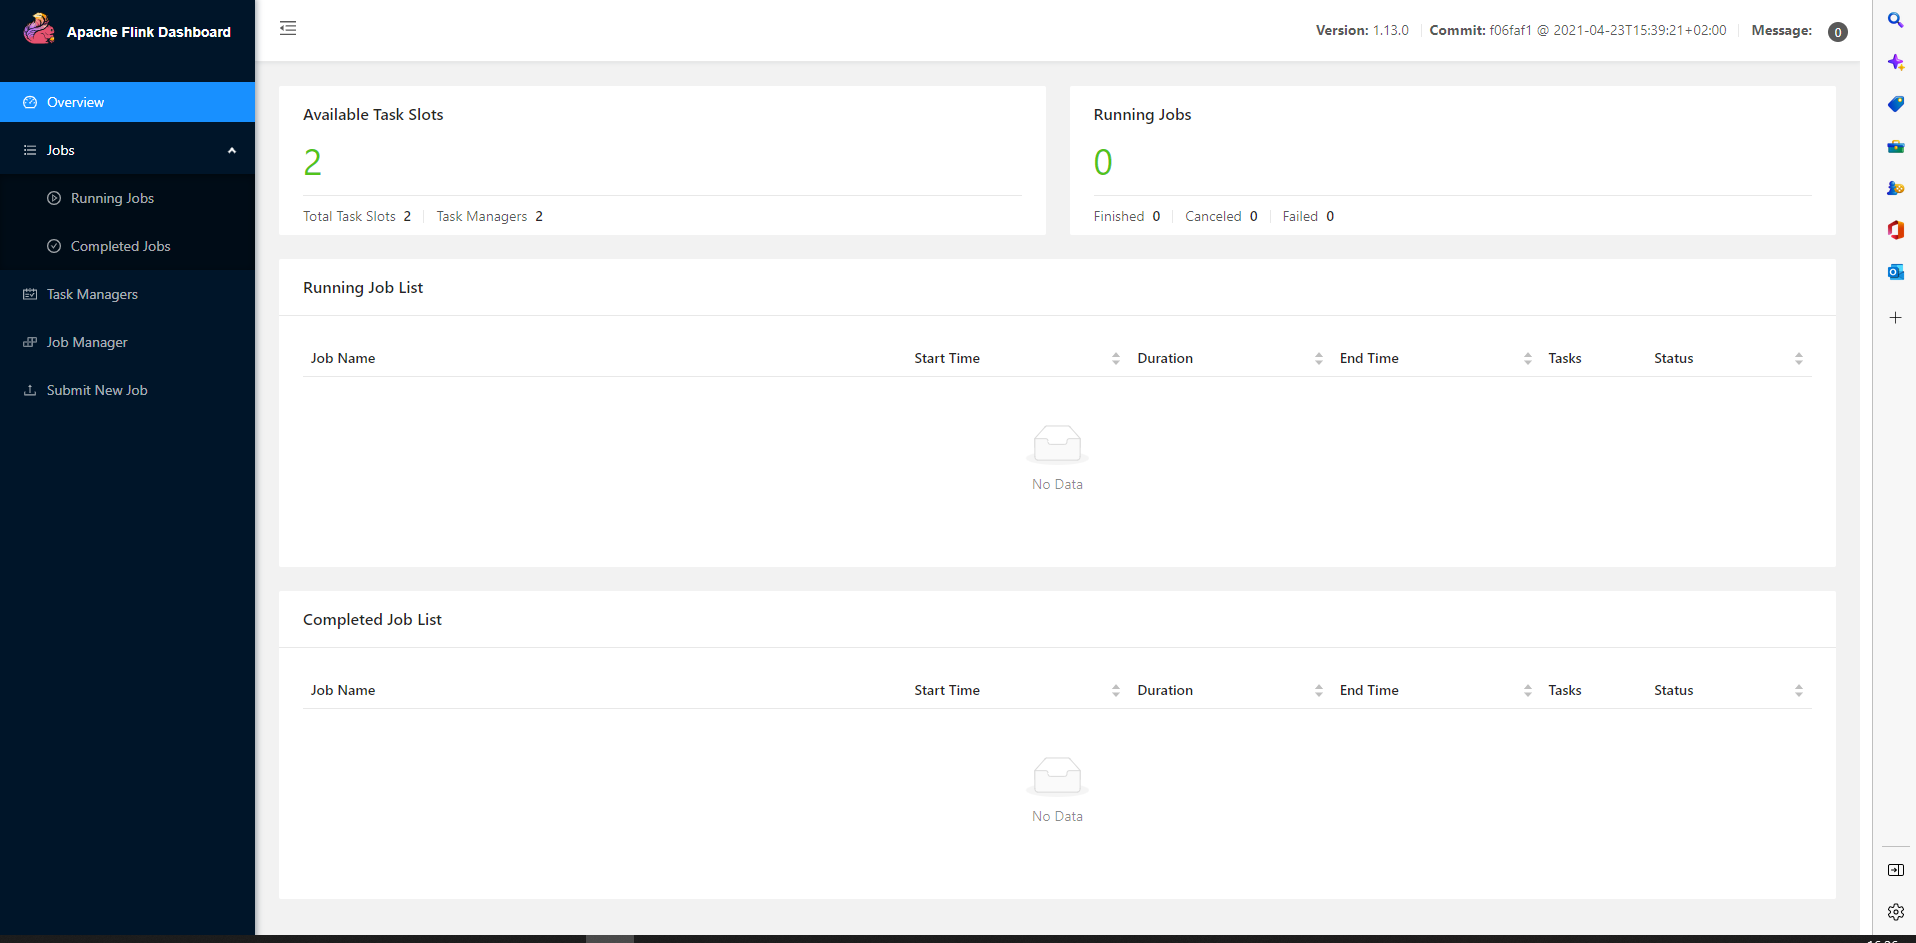 Apache Flink Dashboard
Version: 1.13.0 Commit: f06faf1 @ 2021-04-23T15:39:21+02:00 Message: 0
Overview
Jobs
Running Jobs
Completed Jobs
Task Managers
Job Manager
Submit New Job
Available Task Slots
2
Total Task Slots 2 Task Managers 2
Running Jobs
0
Finished 0 Canceled 0 Failed 0
Running Job List
Job Name Start Time Duration End Time Tasks Status
No Data
Completed Job List
Job Name Start Time Duration End Time Tasks Status
No Data